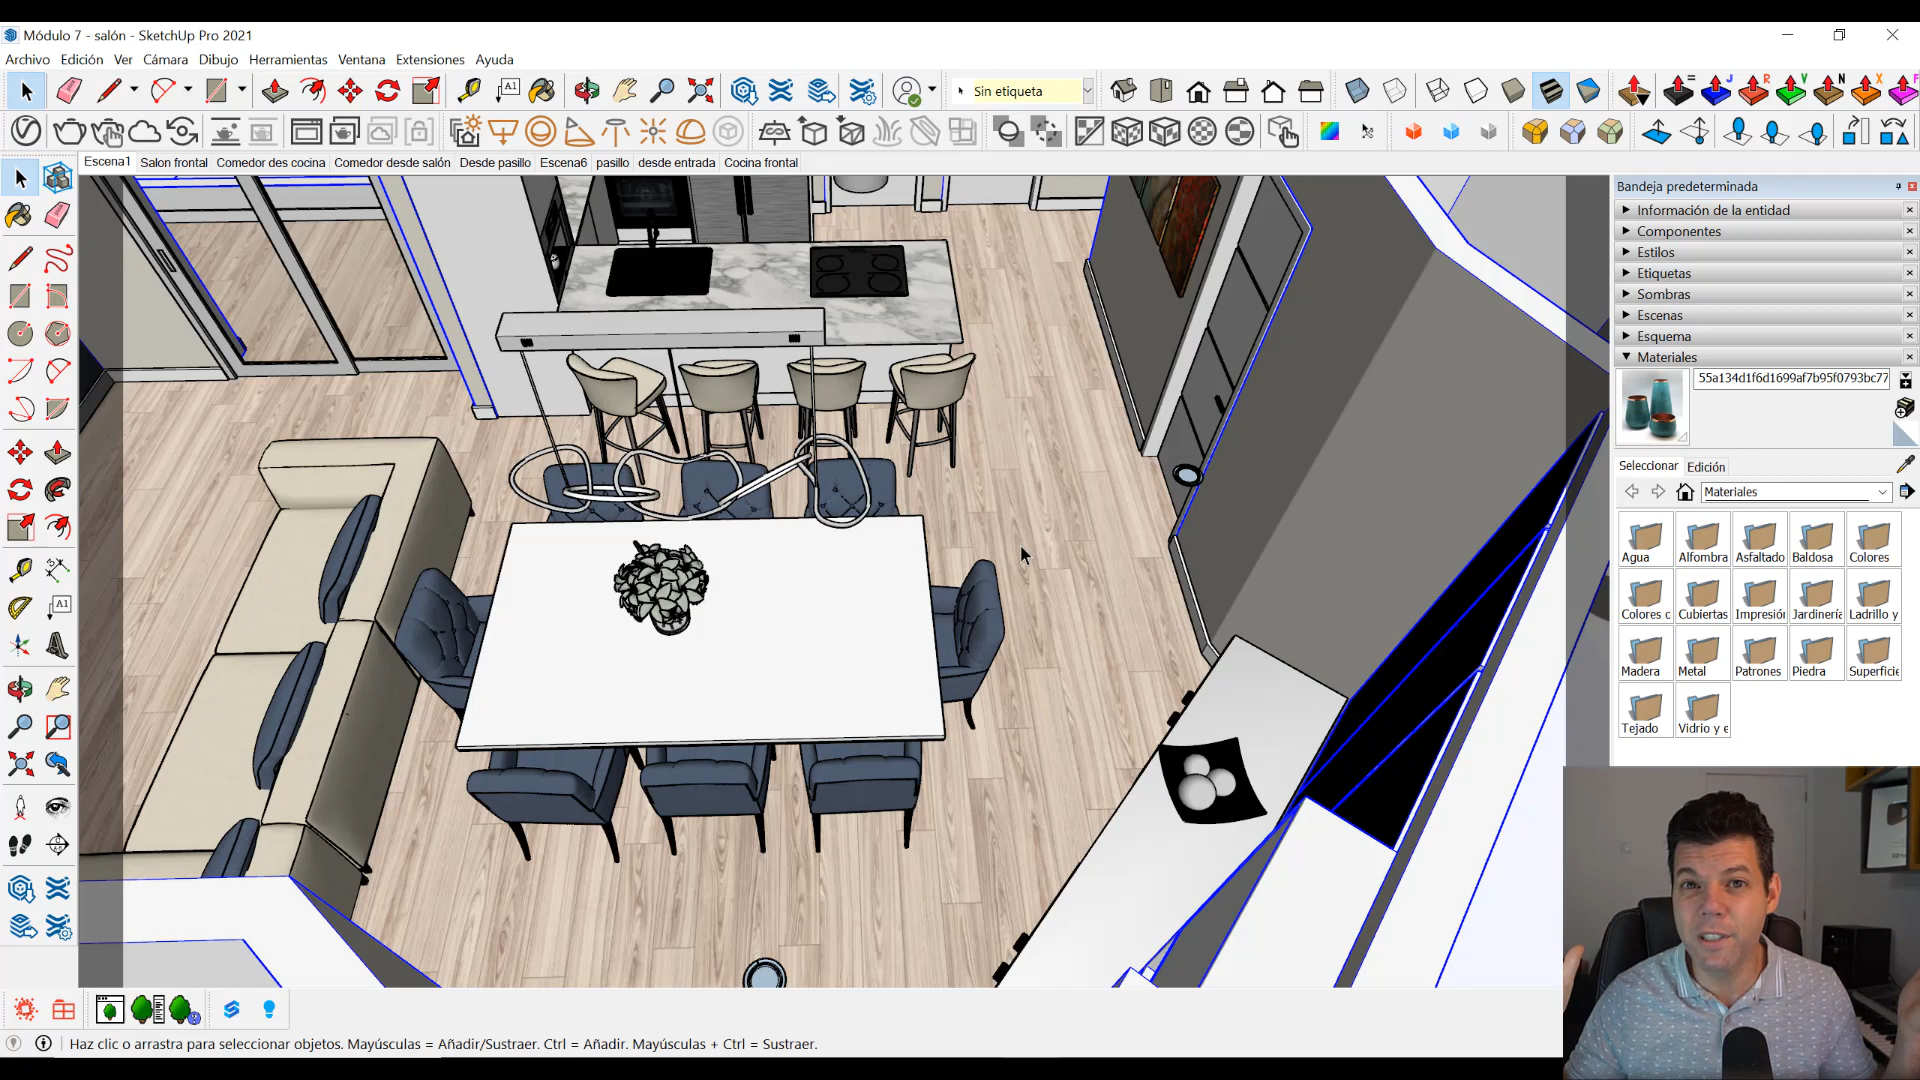 Módulo 7 - salón - SketchUp Pro 2021
Archivo Edición Ver Cámara Dibujo Herramientas Ventana Extensiones Ayuda
A1 Sin etiqueta = J R V N X F
Escena1 Salon frontal Comedor des cocina Comedor desde salón Desde pasillo Escena6 pasillo desde entrada Cocina frontal
Bandeja predeterminada
Información de la entidad
Componentes
Estilos
Etiquetas
Sombras
Escenas
Esquema
Materiales
55a134d1f6d1699af7b95f0793bc77
Seleccionar Edición
Materiales
Agua Alfombra Asfaltado Baldosa Colores
Colores c Cubiertas Impresión Jardinería Ladrillo y
Madera Metal Patrones Piedra Superficie
Tejado Vidrio y e
A1
Haz clic o arrastra para seleccionar objetos. Mayúsculas = Añadir/Sustraer. Ctrl = Añadir. Mayúsculas + Ctrl = Sustraer.